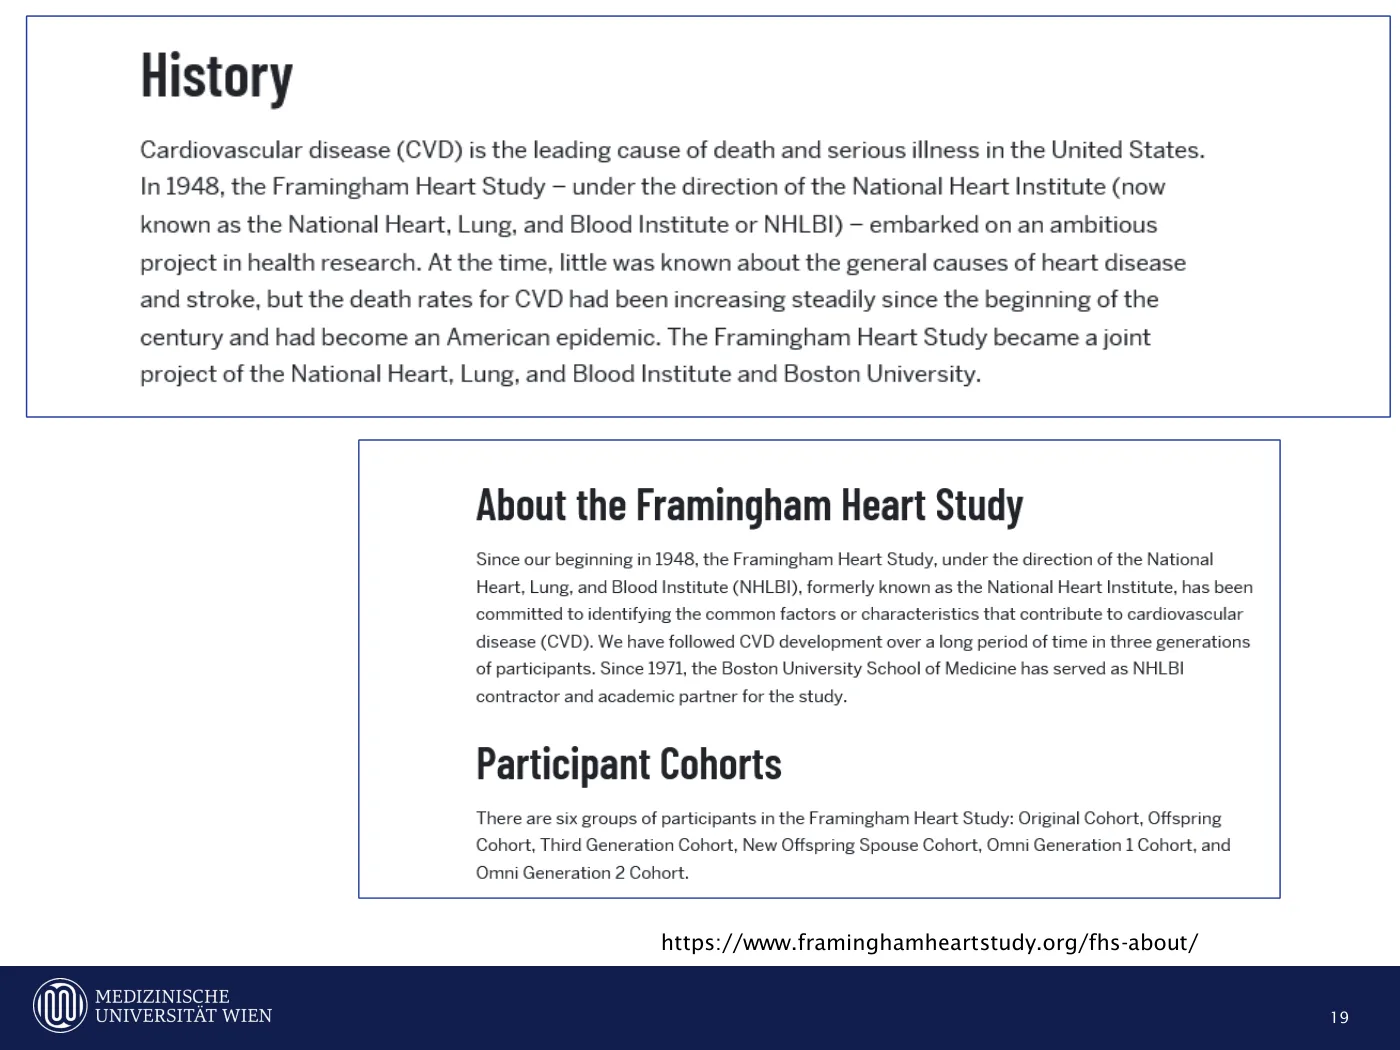 History
Cardiovascular disease (CVD) is the leading cause of death and serious illness in the United States.
In 1948, the Framingham Heart Study – under the direction of the National Heart Institute (now
known as the National Heart, Lung, and Blood Institute or NHLBI) – embarked on an ambitious
project in health research. At the time, little was known about the general causes of heart disease
and stroke, but the death rates for CVD had been increasing steadily since the beginning of the
century and had become an American epidemic. The Framingham Heart Study became a joint
project of the National Heart, Lung, and Blood Institute and Boston University.
About the Framingham Heart Study
Since our beginning in 1948, the Framingham Heart Study, under the direction of the National
Heart, Lung, and Blood Institute (NHLBI), formerly known as the National Heart Institute, has been
committed to identifying the common factors or characteristics that contribute to cardiovascular
disease (CVD). We have followed CVD development over a long period of time in three generations
of participants. Since 1971, the Boston University School of Medicine has served as NHLBI
contractor and academic partner for the study.
Participant Cohorts
There are six groups of participants in the Framingham Heart Study: Original Cohort, Offspring
Cohort, Third Generation Cohort, New Offspring Spouse Cohort, Omni Generation 1 Cohort, and
Omni Generation 2 Cohort.
https://www.framinghamheartstudy.org/fhs-about/
MEDIZINISCHE
UNIVERSITÄT WIEN
19